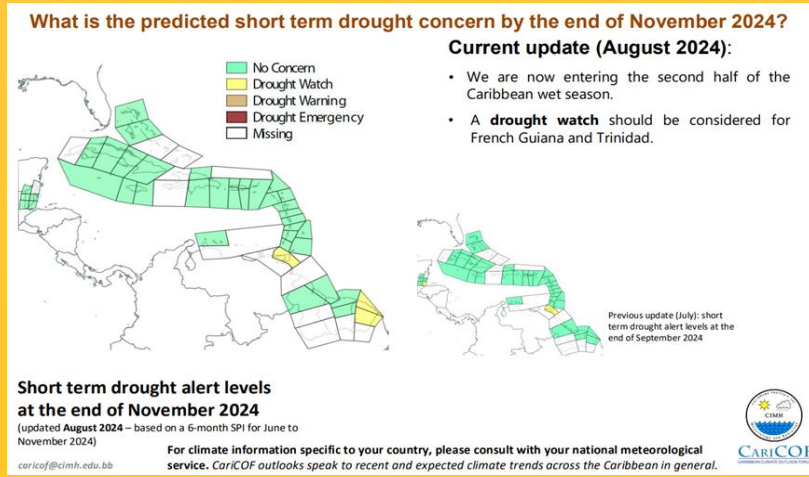 What is the predicted short term drought concern by the end of November 2024?
No Concern
Drought Watch
Drought Warning
Drought Emergency
Missing
Current update (August 2024):
• We are now entering the second half of the
Caribbean wet season.
• A drought watch should be considered for
French Guiana and Trinidad.
Previous update (July): short
term drought alert levels at the
end of September 2024
Short term drought alert levels
at the end of November 2024
(updated August 2024 – based on a 6-month SPI for June to
November 2024)
caricof@cimh.edu.bb
For climate information specific to your country, please consult with your national meteorological
service. CariCOF outlooks speak to recent and expected climate trends across the Caribbean in general.
CIMH
CARICOF